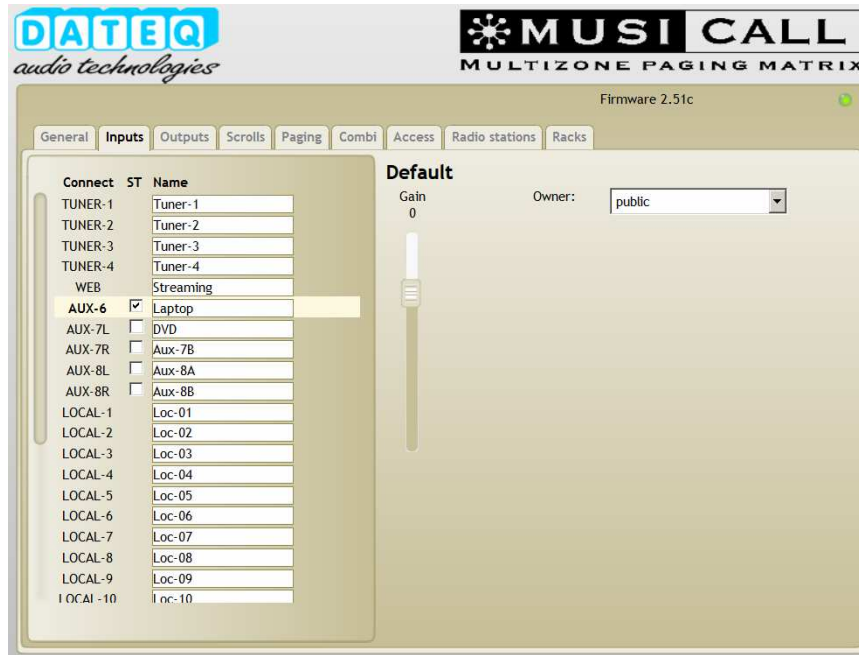 DATEQ
audio technologies
MUSICALL
MULTIZONE PAGING MATRIX
Firmware 2.51c
General Inputs Outputs Scrolls Paging Combi Access Radio stations Racks
Default
Connect ST Name
Gain
0
Owner: public
TUNER-1 Tuner-1
TUNER-2 Tuner-2
TUNER-3 Tuner-3
TUNER-4 Tuner-4
WEB Streaming
AUX-6 Laptop
AUX-7L DVD
AUX-7R Aux-7B
AUX-8L Aux-8A
AUX-8R Aux-8B
LOCAL-1 Loc-01
LOCAL-2 Loc-02
LOCAL-3 Loc-03
LOCAL-4 Loc-04
LOCAL-5 Loc-05
LOCAL-6 Loc-06
LOCAL-7 Loc-07
LOCAL-8 Loc-08
LOCAL-9 Loc-09
LOCAL-10 Loc-10